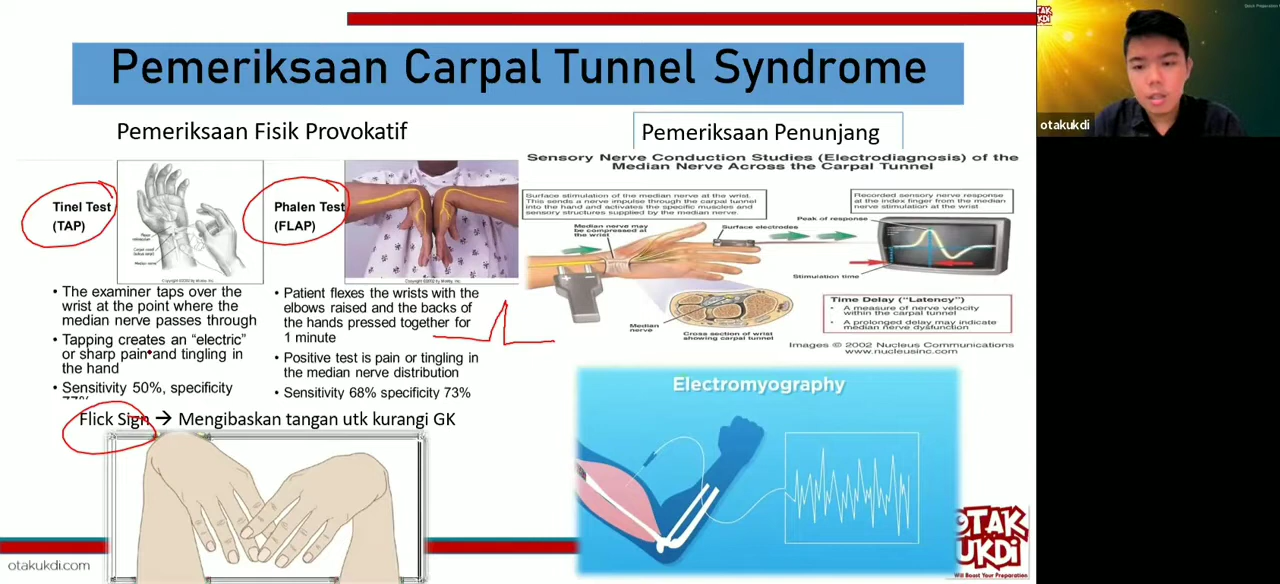 Pemeriksaan Carpal Tunnel Syndrome
Pemeriksaan Fisik Provokatif
Tinel Test
(TAP)
Phalen Test
(FLAP)
• The examiner taps over the
wrist at the point where the
median nerve passes through
• Tapping creates an “electric”
or sharp pain and tingling in
the hand
• Sensitivity 50%, specificity
• Patient flexes the wrists with the
elbows raised and the backs of
the hands pressed together for
1 minute
• Positive test is pain or tingling in
the median nerve distribution
• Sensitivity 68% specificity 73%
Flick Sign → Mengibaskan tangan utk kurangi GK
Pemeriksaan Penunjang
Sensory Nerve Conduction Studies (Electrodiagnosis) of the
Median Nerve Across the Carpal Tunnel
Surface stimulation of the median nerve at the wrist.
This sends a nerve impulse through the carpal tunnel
into the hand and activates the specific muscles and
sensory structures supplied by the median nerve.
Recorded sensory nerve response
at the index finger from the median
nerve stimulation at the wrist
Median nerve may
be compressed at
the wrist
Surface electrodes
Peak of response
Stimulation time
Median
nerve
Cross section of wrist
showing carpal tunnel
Time Delay ("Latency")
• A measure of nerve velocity
within the carpal tunnel
• A prolonged delay may indicate
median nerve dysfunction
Images © 2002 Nucleus Communications
www.nucleusinc.com
Electromyography
otakukdi.com
OTAK
UKDI
Will Boost Your Preparation
otakukdi